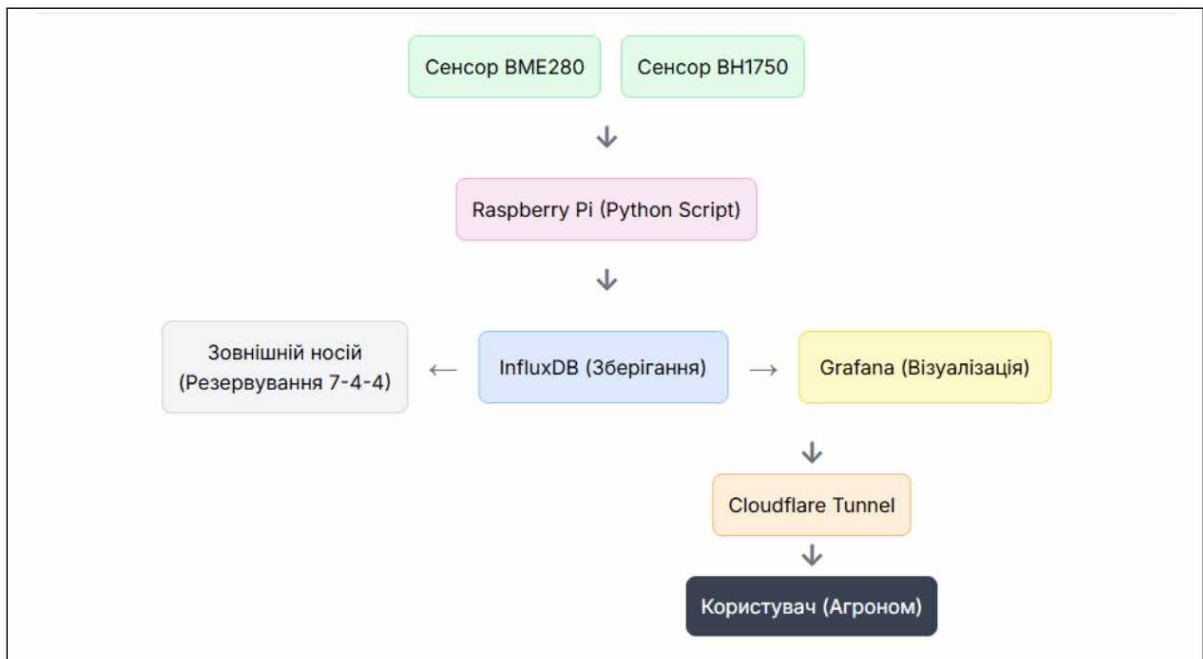 Сенсор BME280
Сенсор BH1750
Raspberry Pi (Python Script)
Зовнішній носій
(Резервування 7-4-4)
InfluxDB (Зберігання)
Grafana (Візуалізація)
Cloudflare Tunnel
Користувач (Агроном)